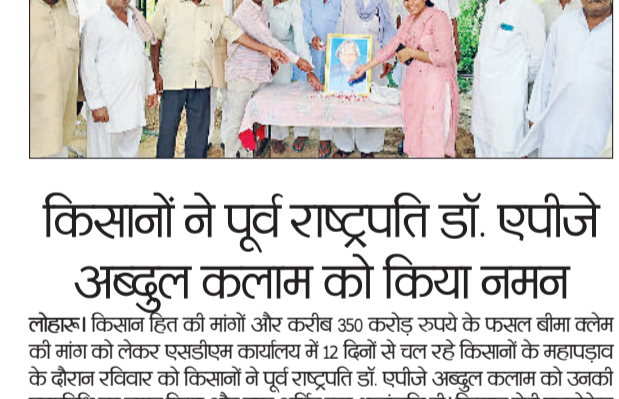 किसानों ने पूर्व राष्ट्रपति डॉ. एपीजे
अब्दुल कलाम को किया नमन
लोहारू। किसान हित की मांगों और करीब 350 करोड़ रुपये के फसल बीमा क्लेम
की मांग को लेकर एसडीएम कार्यालय में 12 दिनों से चल रहे किसानों के महापड़ाव
के दौरान रविवार को किसानों ने पूर्व राष्ट्रपति डॉ. एपीजे अब्दुल कलाम को उनकी